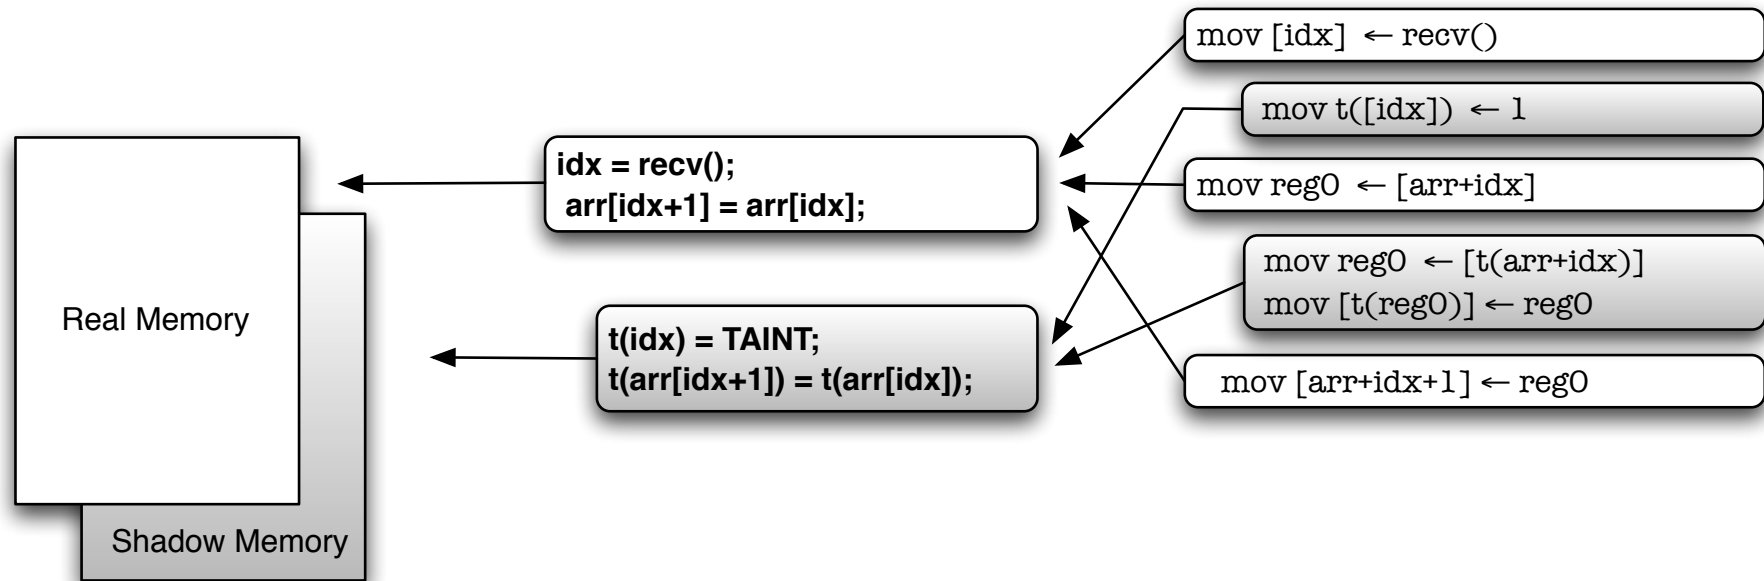 mov [idx] ← recv()
mov t([idx]) ← 1
idx = recv();
arr[idx+1] = arr[idx];
mov reg0 ← [arr+idx]
mov reg0 ← [t(arr+idx)]
mov [t(reg0)] ← reg0
Real Memory
t(idx) = TAINT;
t(arr[idx+1]) = t(arr[idx]);
mov [arr+idx+1] ← reg0
Shadow Memory